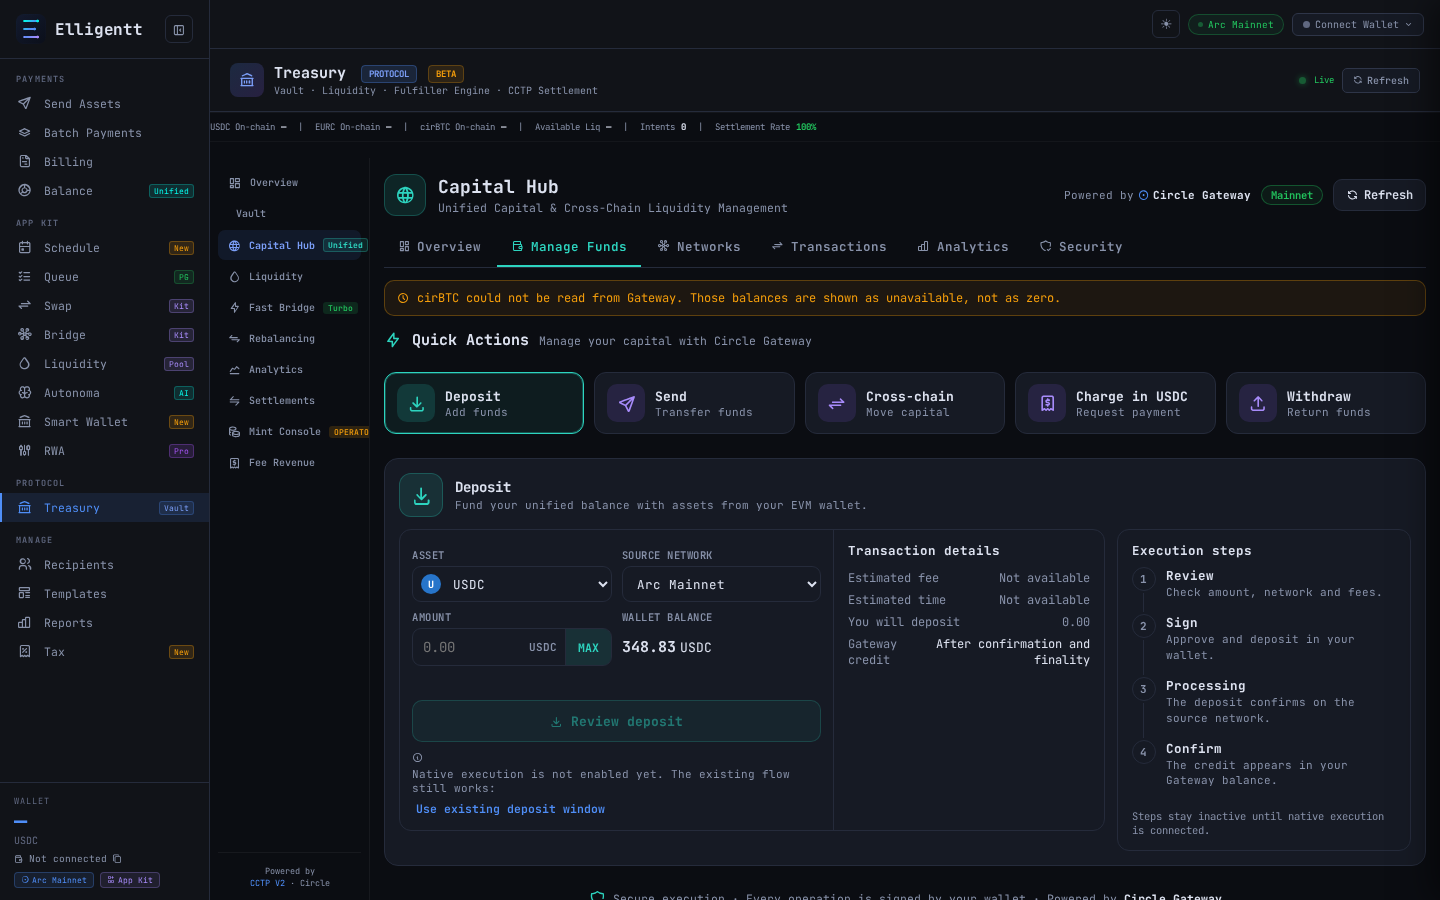 Elligentt
PAYMENTS
Send Assets
Batch Payments
Billing
Balance Unified
APP KIT
Schedule New
Queue PG
Swap Kit
Bridge Kit
Liquidity Pool
Autonoma AI
Smart Wallet New
RWA Pro
PROTOCOL
Treasury Vault
MANAGE
Recipients
Templates
Reports
Tax New
WALLET
—
USDC
Not connected
Arc Mainnet App Kit
Arc Mainnet Connect Wallet
Treasury PROTOCOL BETA
Vault · Liquidity · Fulfiller Engine · CCTP Settlement
Live Refresh
USDC On-chain — | EURC On-chain — | cirBTC On-chain — | Available Liq — | Intents 0 | Settlement Rate 100%
Overview
Vault
Capital Hub Unified
Liquidity
Fast Bridge Turbo
Rebalancing
Analytics
Settlements
Mint Console OPERATO
Fee Revenue
Powered by
CCTP V2 · Circle
Capital Hub
Unified Capital & Cross-Chain Liquidity Management
Powered by Circle Gateway Mainnet Refresh
Overview Manage Funds Networks Transactions Analytics Security
cirBTC could not be read from Gateway. Those balances are shown as unavailable, not as zero.
Quick Actions Manage your capital with Circle Gateway
Deposit
Add funds
Send
Transfer funds
Cross-chain
Move capital
Charge in USDC
Request payment
Withdraw
Return funds
Deposit
Fund your unified balance with assets from your EVM wallet.
ASSET
U USDC
SOURCE NETWORK
Arc Mainnet
AMOUNT
0.00 USDC MAX
WALLET BALANCE
348.83 USDC
Review deposit
Native execution is not enabled yet. The existing flow
still works:
Use existing deposit window
Transaction details
Estimated fee Not available
Estimated time Not available
You will deposit 0.00
Gateway credit After confirmation and finality
Execution steps
1 Review
Check amount, network and fees.
2 Sign
Approve and deposit in your
wallet.
3 Processing
The deposit confirms on the
source network.
4 Confirm
The credit appears in your
Gateway balance.
Steps stay inactive until native execution
is connected.
Secure execution · Every operation is signed by your wallet · Powered by Circle Gateway